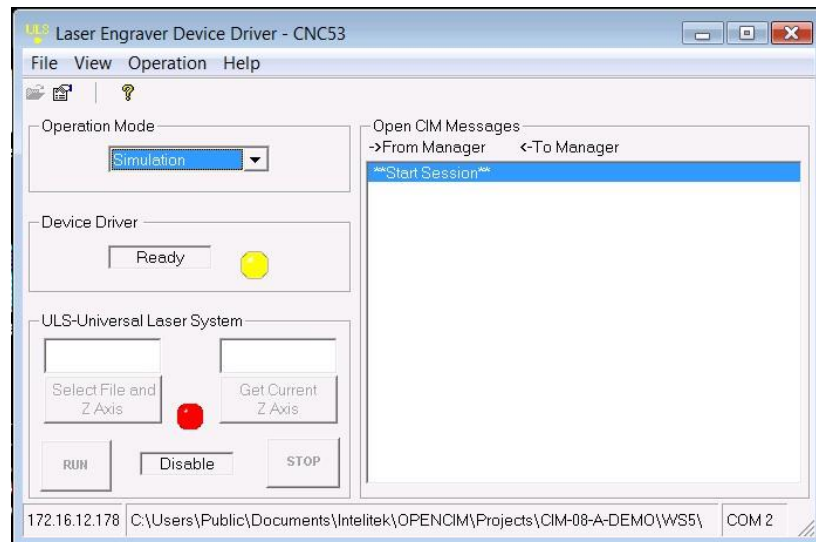 ULS Laser Engraver Device Driver - CNC53
File View Operation Help
Operation Mode
Simulation
Device Driver
Ready
ULS-Universal Laser System
Select File and
Z Axis
Get Current
Z Axis
RUN
Disable
STOP
Open CIM Messages
->From Manager <-To Manager
**Start Session**
172.16.12.178 C:\Users\Public\Documents\Intelitek\OPENCIM\Projects\CIM-08-A-DEMO\WS5\ COM 2